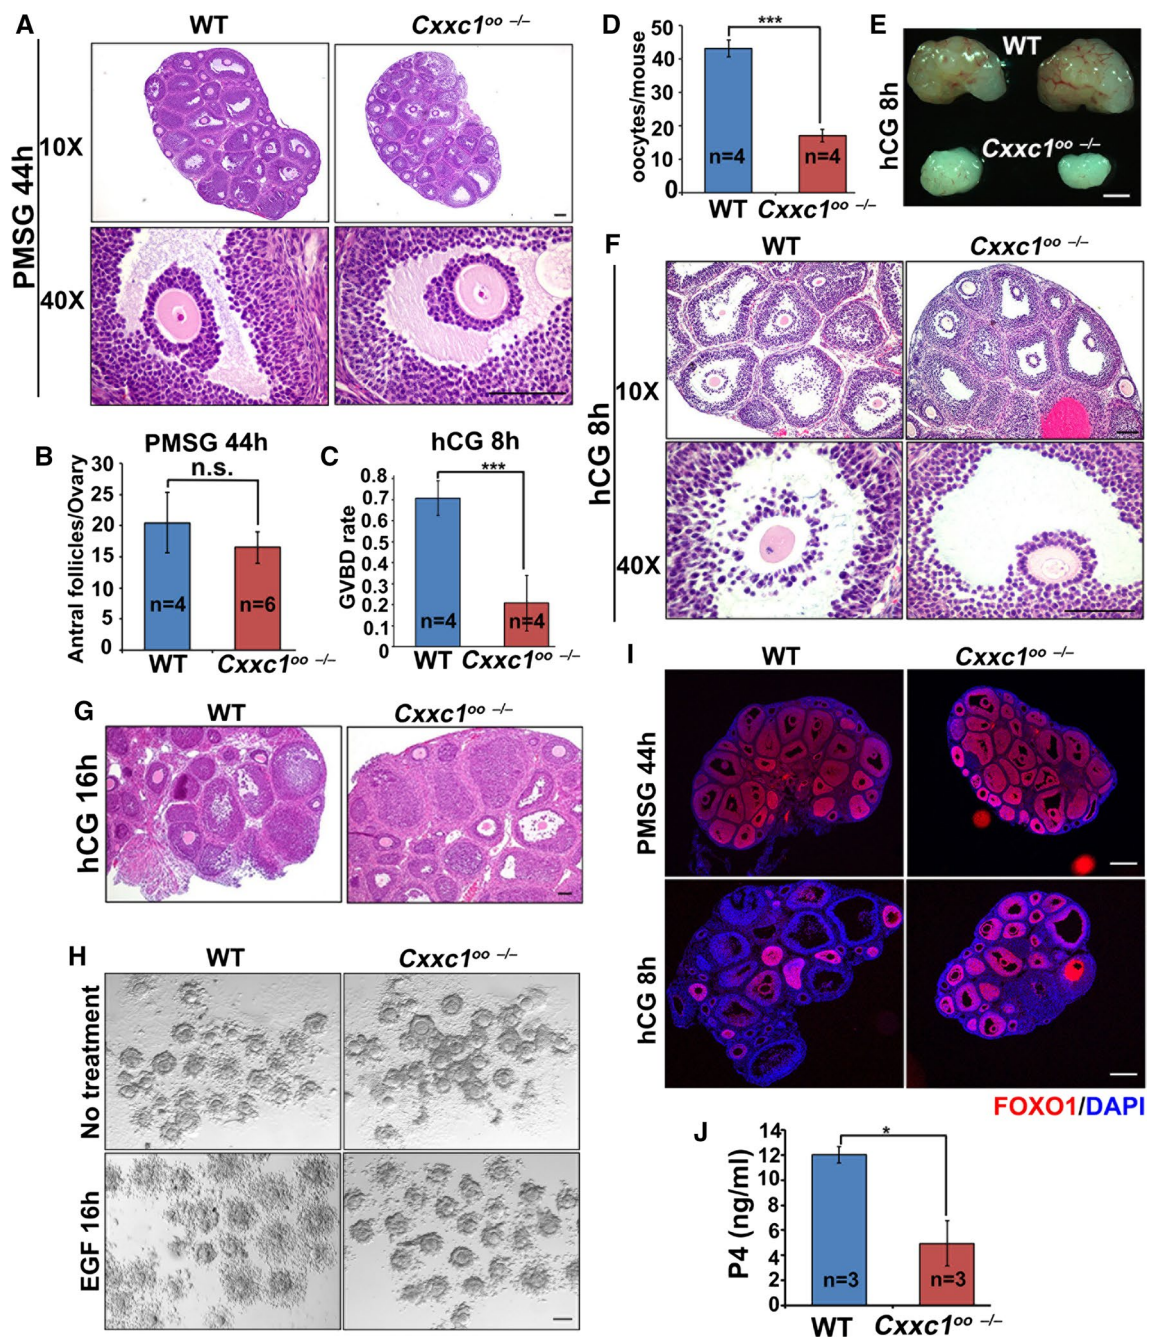 A
WT
Cxxc1oo −/−
PMSG 44h
10X
40X
B
PMSG 44h
Antral follicles/Ovary
30
25
20
15
10
5
0
n.s.
n=4
n=6
WT
Cxxc1oo −/−
C
hCG 8h
GVBD rate
0.8
0.7
0.6
0.5
0.4
0.3
0.2
0.1
0
***
n=4
n=4
WT
Cxxc1oo −/−
D
oocytes/mouse
50
40
30
20
10
0
***
n=4
n=4
WT
Cxxc1oo −/−
E
hCG 8h
WT
Cxxc1oo −/−
F
WT
Cxxc1oo −/−
hCG 8h
10X
40X
G
WT
Cxxc1oo −/−
hCG 16h
H
WT
Cxxc1oo −/−
No treatment
EGF 16h
I
WT
Cxxc1oo −/−
PMSG 44h
hCG 8h
FOXO1/DAPI
J
P4 (ng/ml)
14
12
10
8
6
4
2
0
*
n=3
n=3
WT
Cxxc1oo −/−